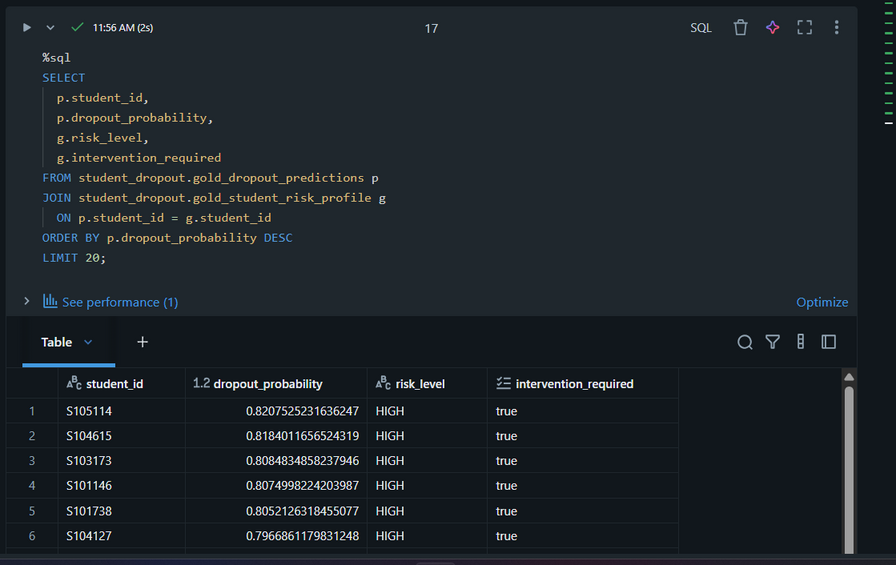 11:56 AM (2s) 17 SQL
%sql
SELECT
p.student_id,
p.dropout_probability,
g.risk_level,
g.intervention_required
FROM student_dropout.gold_dropout_predictions p
JOIN student_dropout.gold_student_risk_profile g
ON p.student_id = g.student_id
ORDER BY p.dropout_probability DESC
LIMIT 20;
See performance (1) Optimize
Table +
ABC student_id 1.2 dropout_probability ABC risk_level intervention_required
1 S105114 0.8207525231636247 HIGH true
2 S104615 0.8184011656524319 HIGH true
3 S103173 0.8084834858237946 HIGH true
4 S101146 0.8074998224203987 HIGH true
5 S101738 0.8052126318455077 HIGH true
6 S104127 0.7966861179831248 HIGH true